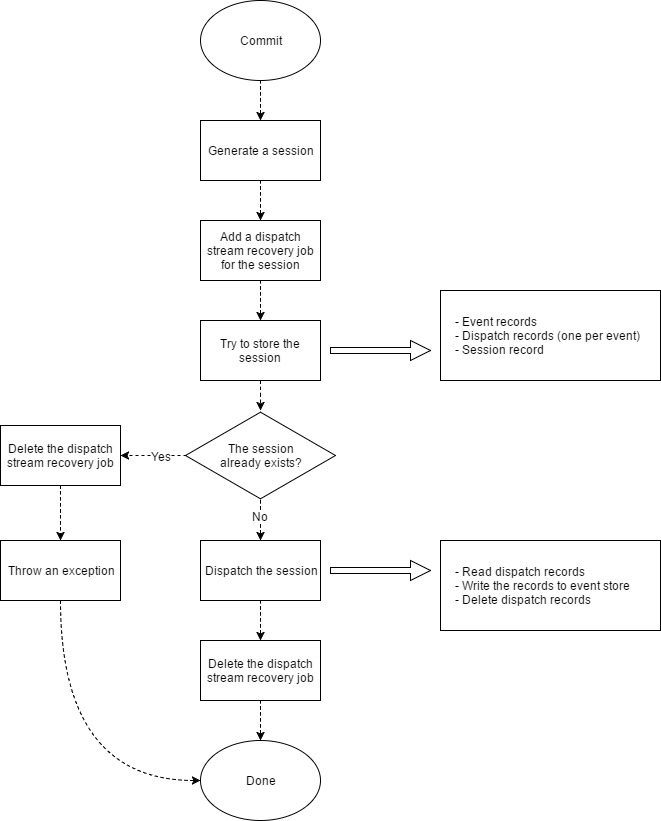 Commit
Generate a session
Add a dispatch
stream recovery job
for the session
Try to store the
session
- Event records
- Dispatch records (one per event)
- Session record
The session
already exists?
Yes
Delete the dispatch
stream recovery job
No
Throw an exception
Dispatch the session
- Read dispatch records
- Write the records to event store
- Delete dispatch records
Delete the dispatch
stream recovery job
Done